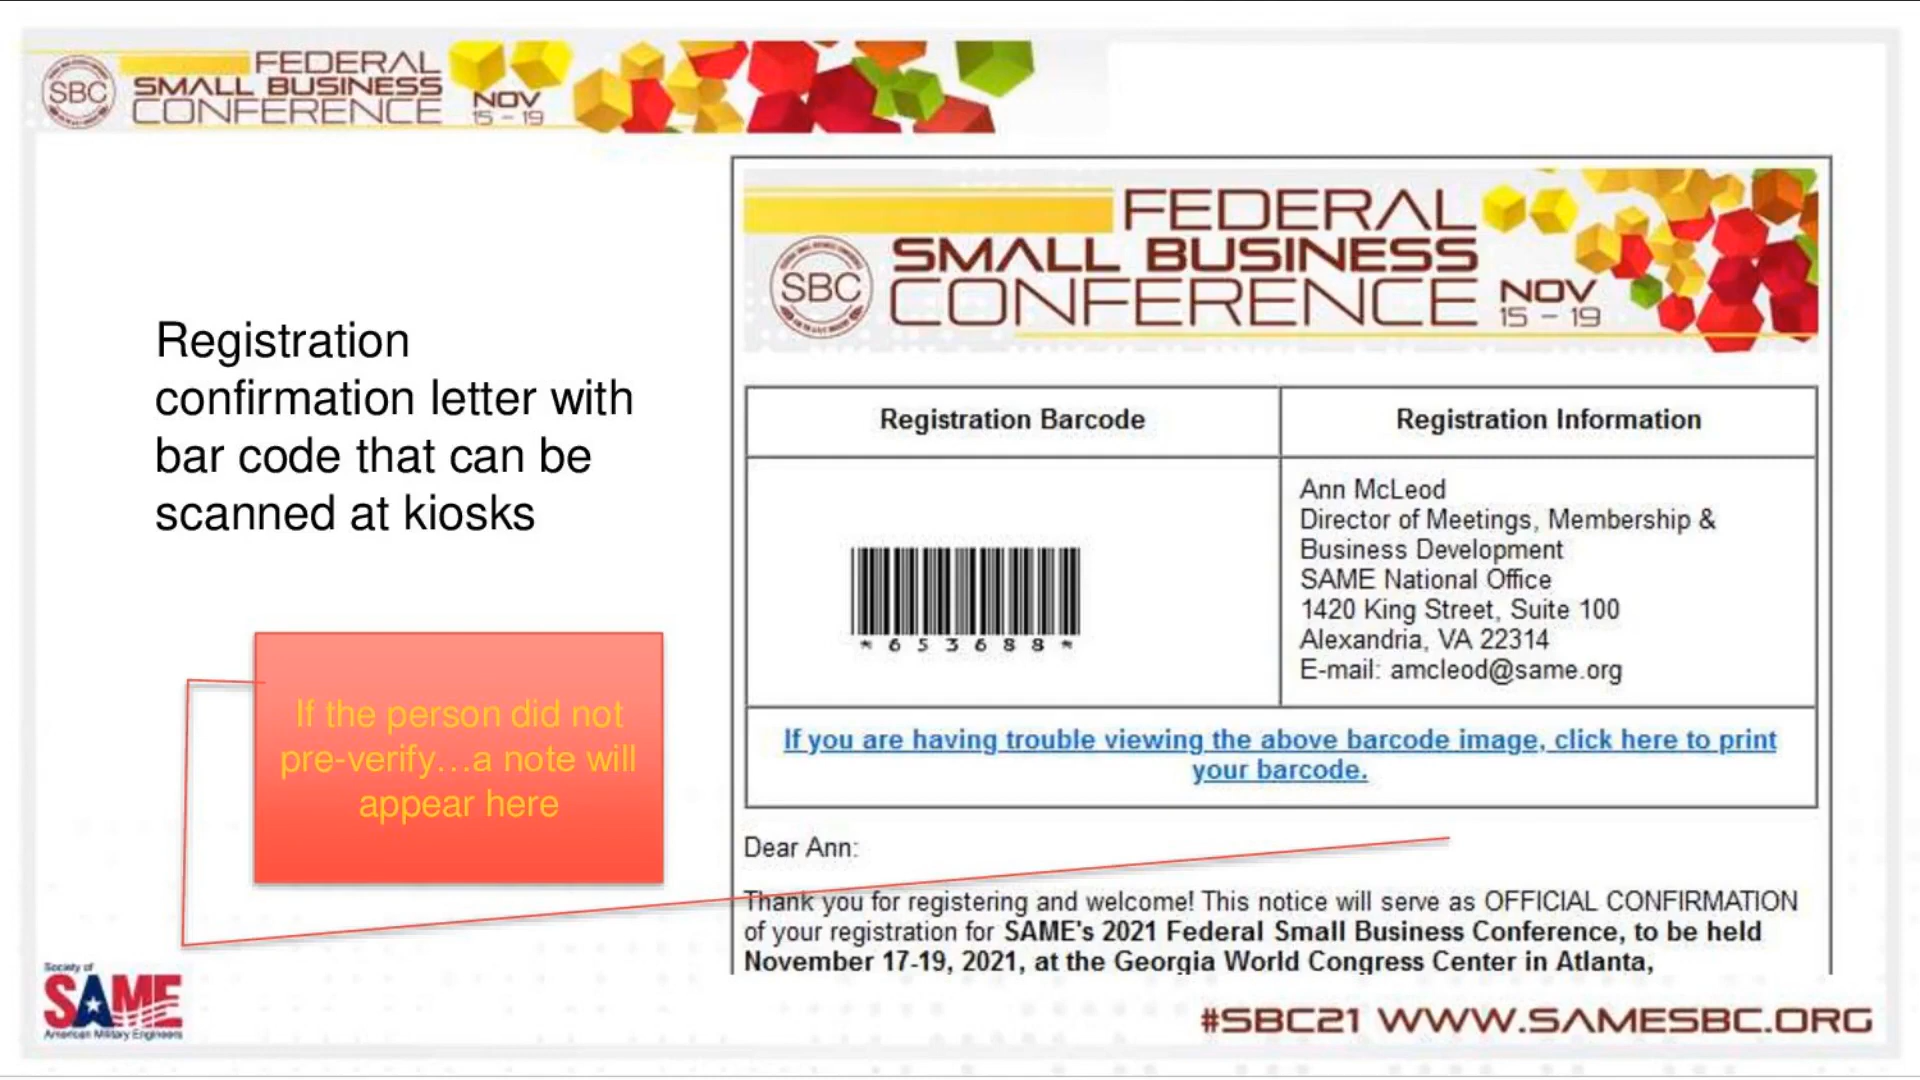 SBC
FEDERAL
SMALL BUSINESS
CONFERENCE
NOV
15 - 19
Registration
confirmation letter with
bar code that can be
scanned at kiosks
If the person did not
pre-verify...a note will
appear here
FEDERAL
SMALL BUSINESS
CONFERENCE
SBC
NOV
15 - 19
Registration Barcode
Registration Information
* 6 5 3 6 8 8 *
Ann McLeod
Director of Meetings, Membership &
Business Development
SAME National Office
1420 King Street, Suite 100
Alexandria, VA 22314
E-mail: amcleod@same.org
If you are having trouble viewing the above barcode image, click here to print
your barcode.
Dear Ann:
Thank you for registering and welcome! This notice will serve as OFFICIAL CONFIRMATION
of your registration for SAME's 2021 Federal Small Business Conference, to be held
November 17-19, 2021, at the Georgia World Congress Center in Atlanta,
Society of
SAME
American Military Engineers
#SBC21 WWW.SAMESBC.ORG